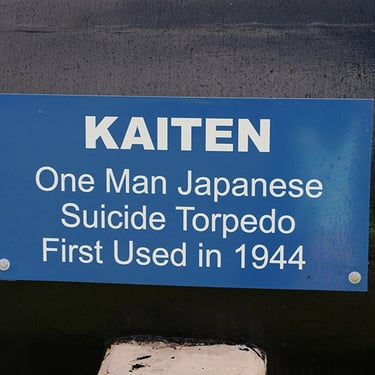 KAITEN
One Man Japanese
Suicide Torpedo
First Used in 1944